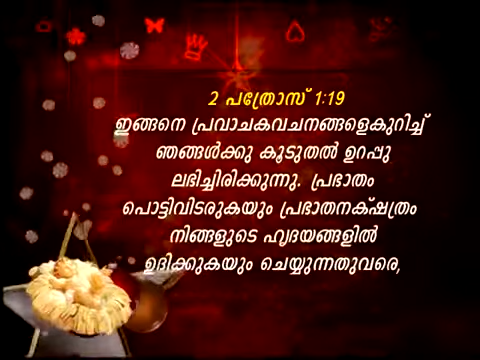 2 പത്രോസ് 1:19
ഇങ്ങനെ പ്രവാചകവചനങ്ങളെകുറിച്ച്
ഞങ്ങൾക്കു കൂടുതൽ ഉറപ്പു
ലഭിച്ചിരിക്കുന്നു. പ്രഭാതം
പൊട്ടിവിടരുകയും പ്രഭാതനക്ഷത്രം
നിങ്ങളുടെ ഹൃദയങ്ങളിൽ
ഉദിക്കുകയും ചെയ്യുന്നതുവരെ,